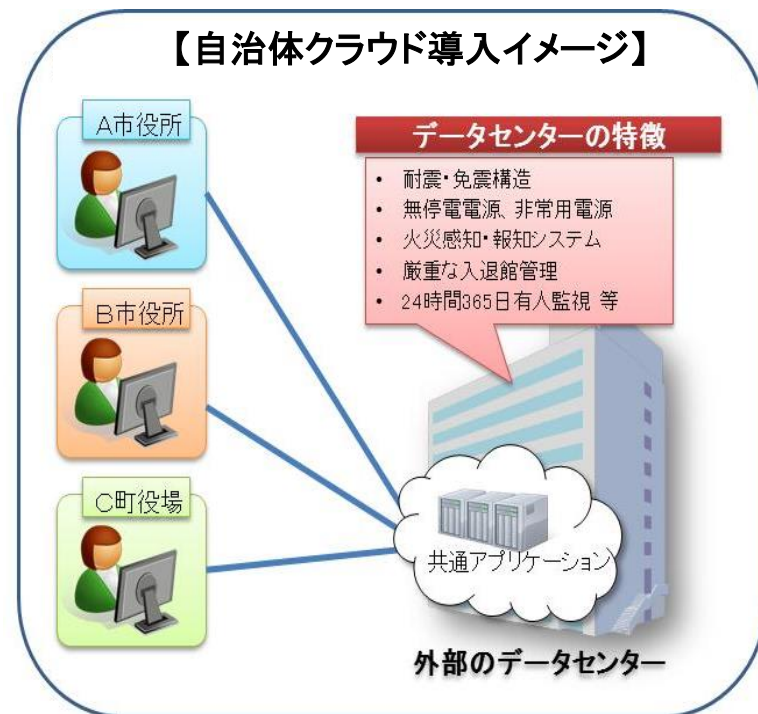 【自治体クラウド導入イメージ】
A市役所
データセンターの特徴
• 耐震・免震構造
• 無停電電源、非常用電源
• 火災感知・報知システム
• 厳重な入退館管理
• 24時間365日有人監視 等
B市役所
C町役場
共通アプリケーション
外部のデータセンター